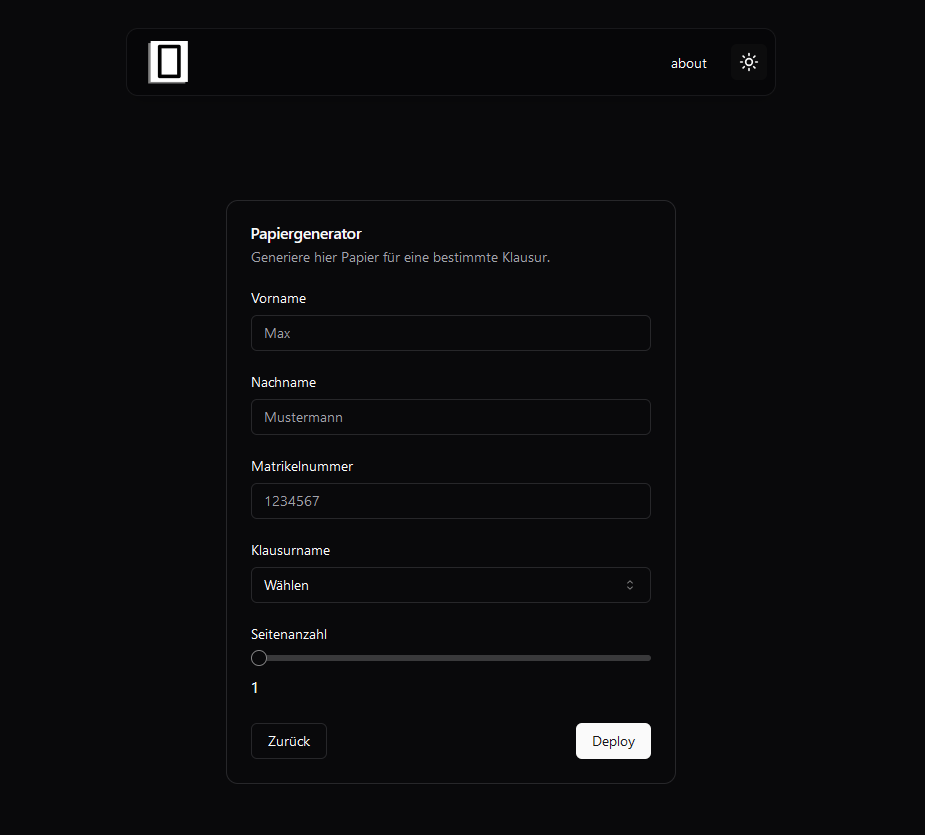 about
Papiergenerator
Generiere hier Papier für eine bestimmte Klausur.
Vorname
Max
Nachname
Mustermann
Matrikelnummer
1234567
Klausurname
Wählen
Seitenanzahl
1
Zurück
Deploy